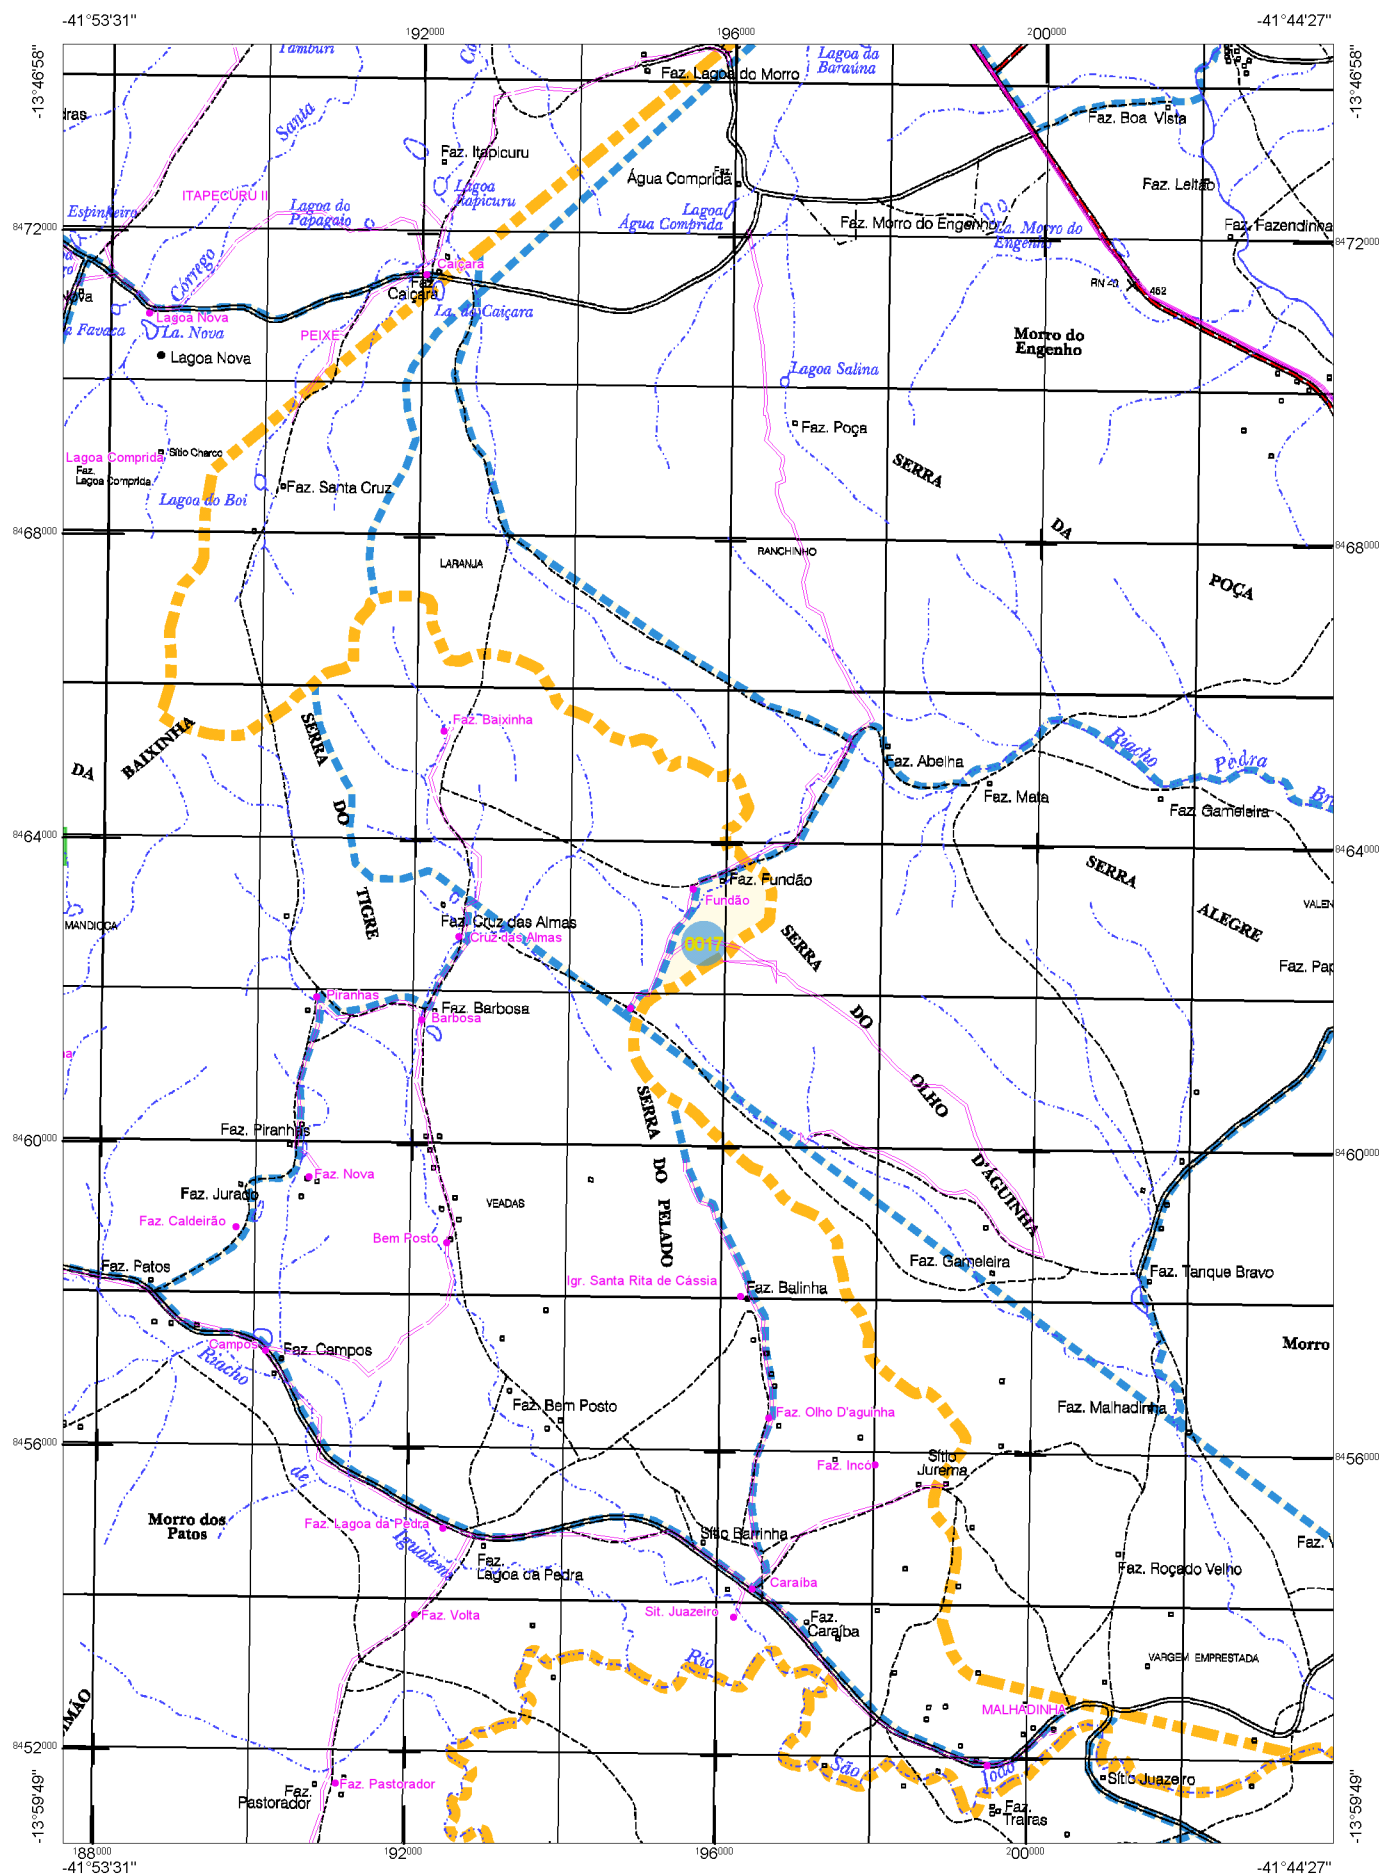 -41°53'31"
192000
196000
200000
-41°44'27"
-13°46'58"
-13°46'58"
Tamburi
Co
Lagoa da
Baraúna
Faz. Lagoa do Morro
Faz. Boa Vista
Santa
Faz. Itapicuru
Faz.
Água Comprida
Faz. Leitão
ITAPECURU II
Lagoa
Itapicuru
Espinheiro
Lagoa do
Papagaio
Lagoa
Água Comprida
Faz. Morro do Engenho
La. Morro do
Engenho
Faz. Fazendinha
8472000
8472000
Córrego
Caiçara
Faz.
Caiçara
La. do Caiçara
462
Lagoa Nova
La. Nova
PEIXE
Lagoa Nova
Morro do
Engenho
Lagoa Salina
Faz. Poça
Sítio Charco
Lagoa Comprida
Faz.
Lagoa Comprida
SERRA
Lagoa do Boi
Faz. Santa Cruz
8468000
DA
8468000
LARANJA
RANCHINHO
POÇA
Faz. Baixinha
SERRA
BAIXINHA
DA
Riacho
Pedra
Faz. Abelha
Faz. Mata
Faz. Gameleira
DO
8464000
8464000
SERRA
Faz. Fundão
Fundão
TIGRE
MANDIOCA
Faz. Cruz das Almas
Cruz das Almas
0017
SERRA
ALEGRE
VALEN
Faz. Pap
Piranhas
Faz. Barbosa
Barbosa
DO
OLHO
SERRA
Faz. Piranhas
8460000
8460000
DO
D'AGUINHA
Faz. Nova
Faz. Jurado
VEADAS
PELADO
Faz. Caldeirão
Bem Posto
Faz. Patos
Igr. Santa Rita de Cássia
Faz. Balinha
Faz. Gameleira
Faz. Tanque Bravo
Campos
Faz. Campos
Riacho
Morro
Faz. Bem Posto
Faz. Olho D'aguinha
Faz. Malhadinha
8456000
8456000
Faz. Incó
Sítio
Jurema
de
Morro dos
Patos
Faz. Lagoa da Pedra
Iguatemi
Faz.
Lagoa da Pedra
Sítio Barrinha
Caraíba
Faz. Roçado Velho
Faz. Volta
Sit. Juazeiro
Faz.
Caraíba
Rio
VARGEM EMPRESTADA
IMÃO
MALHADINHA
8452000
8452000
São
João
Sítio Juazeiro
Faz. Pastorador
Faz.
Pastorador
Faz.
Trairas
-13°59'49"
-13°59'49"
188000
192000
196000
200000
-41°53'31"
-41°44'27"